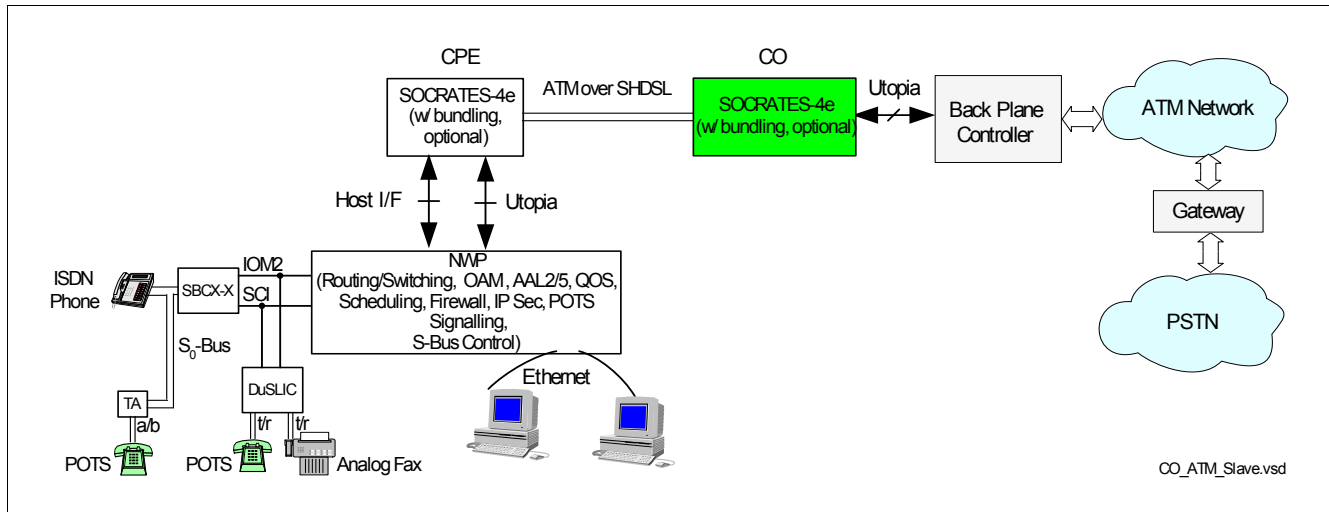 CPE
CO
SOCRATES-4e
(w/ bundling,
optional)
ATM over SHDSL
SOCRATES-4e
(w/ bundling, optional)
Utopia
Back Plane
Controller
ATM Network
Host I/F
Utopia
Gateway
PSTN
ISDN
Phone
SBCX-X
IOM2
SCI
NWP
(Routing/Switching, OAM, AAL2/5, QOS,
Scheduling, Firewall, IP Sec, POTS
Signalling,
S-Bus Control)
S0-Bus
DuSLIC
Ethernet
TA
a/b
t/r
t/r
POTS
POTS
Analog Fax
CO_ATM_Slave.vsd